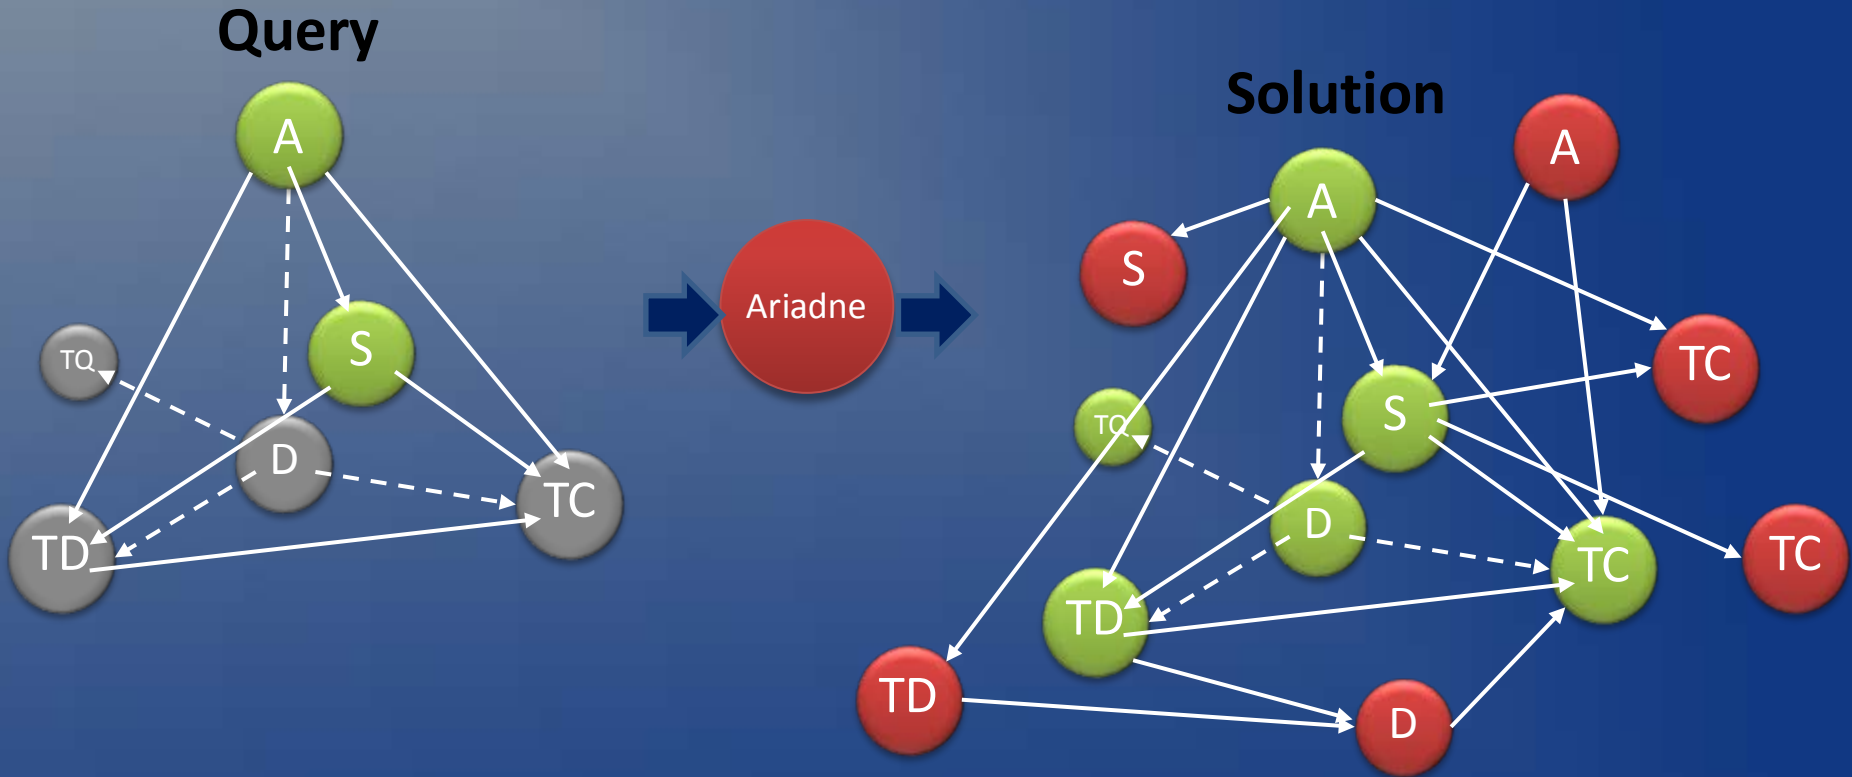 Query
A
S
TQ
D
TC
TD
Ariadne
Solution
A
A
S
TC
S
TQ
D
TC
TC
TD
TD
D